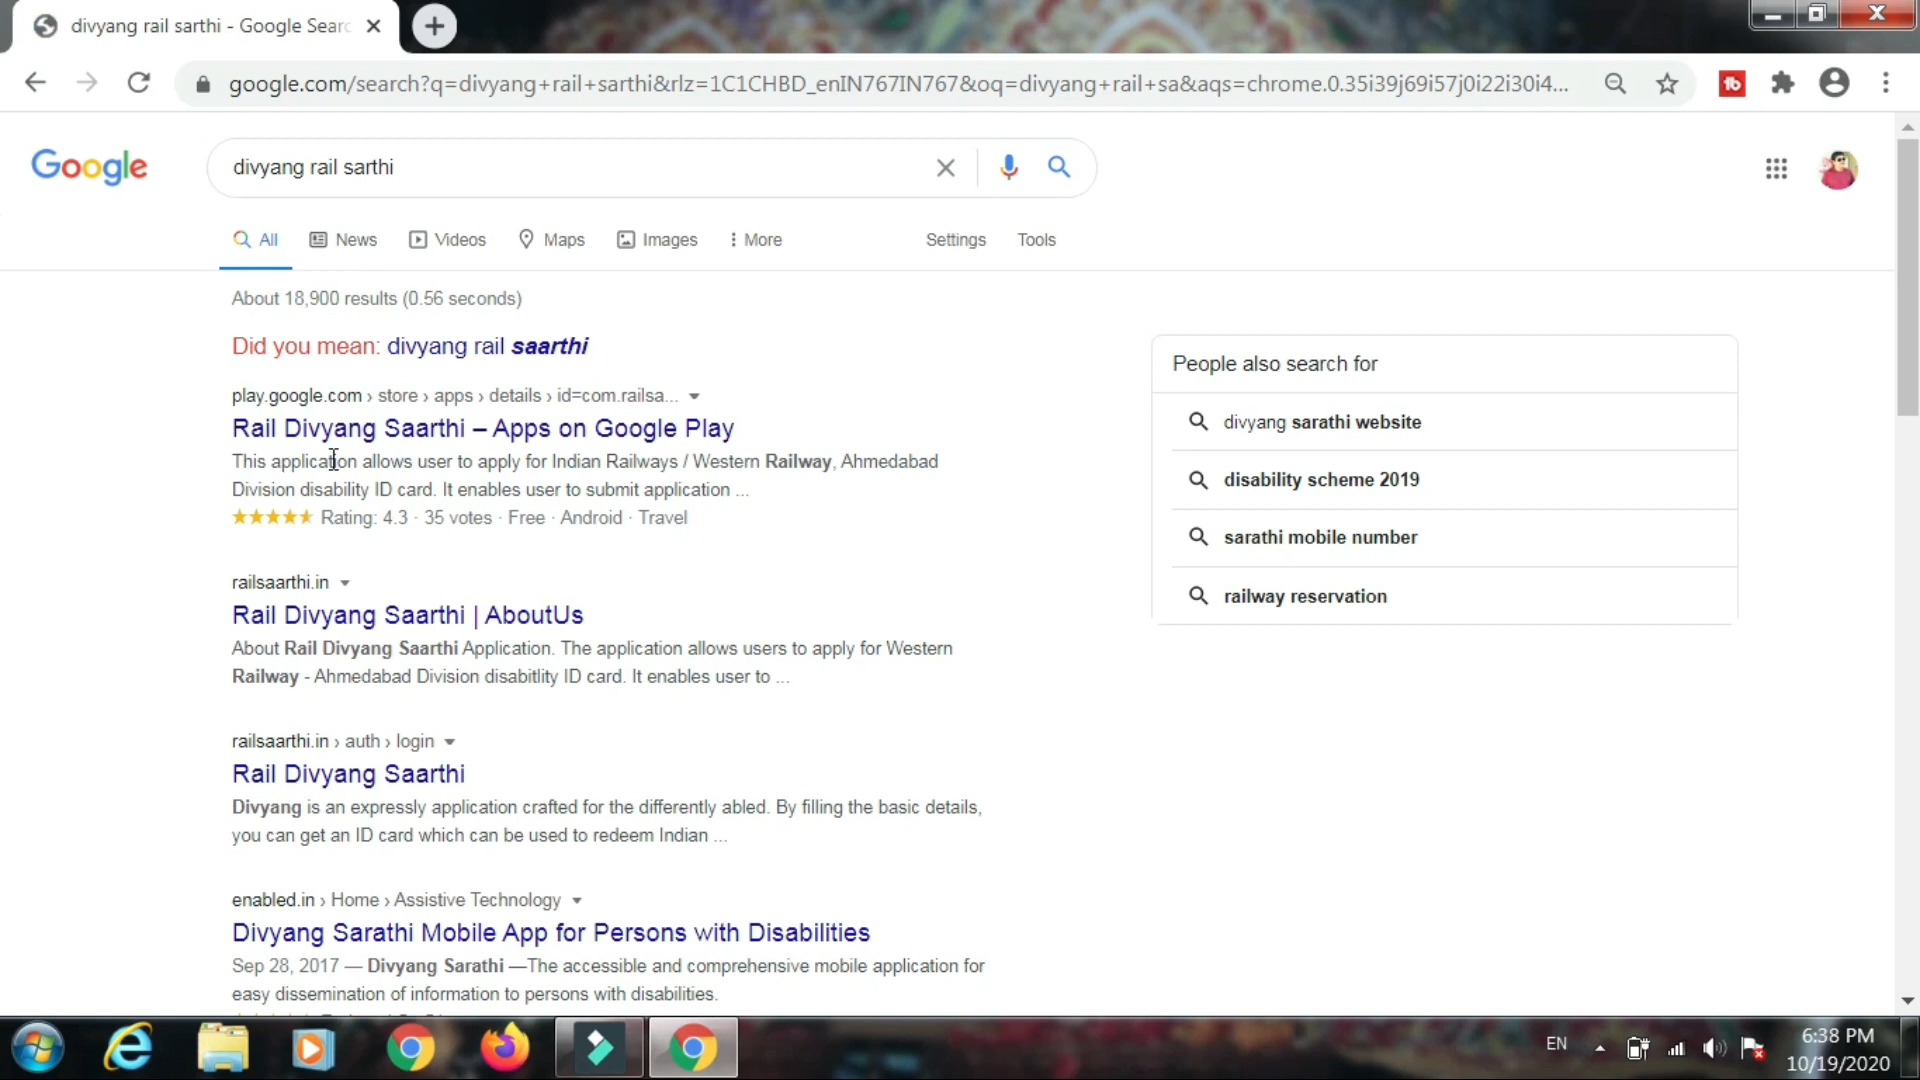 divyang rail sarthi - Google Searc
google.com/search?q=divyang+rail+sarthi&rlz=1C1CHBD_enIN767IN767&oq=divyang+rail+sa&aqs=chrome.0.35i39j69i57j0i22i30i4...
Google
divyang rail sarthi
All News Videos Maps Images More Settings Tools
About 18,900 results (0.56 seconds)
Did you mean: divyang rail saarthi
play.google.com › store › apps › details › id=com.railsa...
Rail Divyang Saarthi – Apps on Google Play
This application allows user to apply for Indian Railways / Western Railway, Ahmedabad
Division disability ID card. It enables user to submit application ...
Rating: 4.3 · 35 votes · Free · Android · Travel
railsaarthi.in
Rail Divyang Saarthi | AboutUs
About Rail Divyang Saarthi Application. The application allows users to apply for Western
Railway - Ahmedabad Division disabitlity ID card. It enables user to ...
railsaarthi.in › auth › login
Rail Divyang Saarthi
Divyang is an expressly application crafted for the differently abled. By filling the basic details,
you can get an ID card which can be used to redeem Indian ...
enabled.in › Home › Assistive Technology
Divyang Sarathi Mobile App for Persons with Disabilities
Sep 28, 2017 — Divyang Sarathi —The accessible and comprehensive mobile application for
easy dissemination of information to persons with disabilities.
People also search for
divyang sarathi website
disability scheme 2019
sarathi mobile number
railway reservation
EN
6:38 PM
10/19/2020